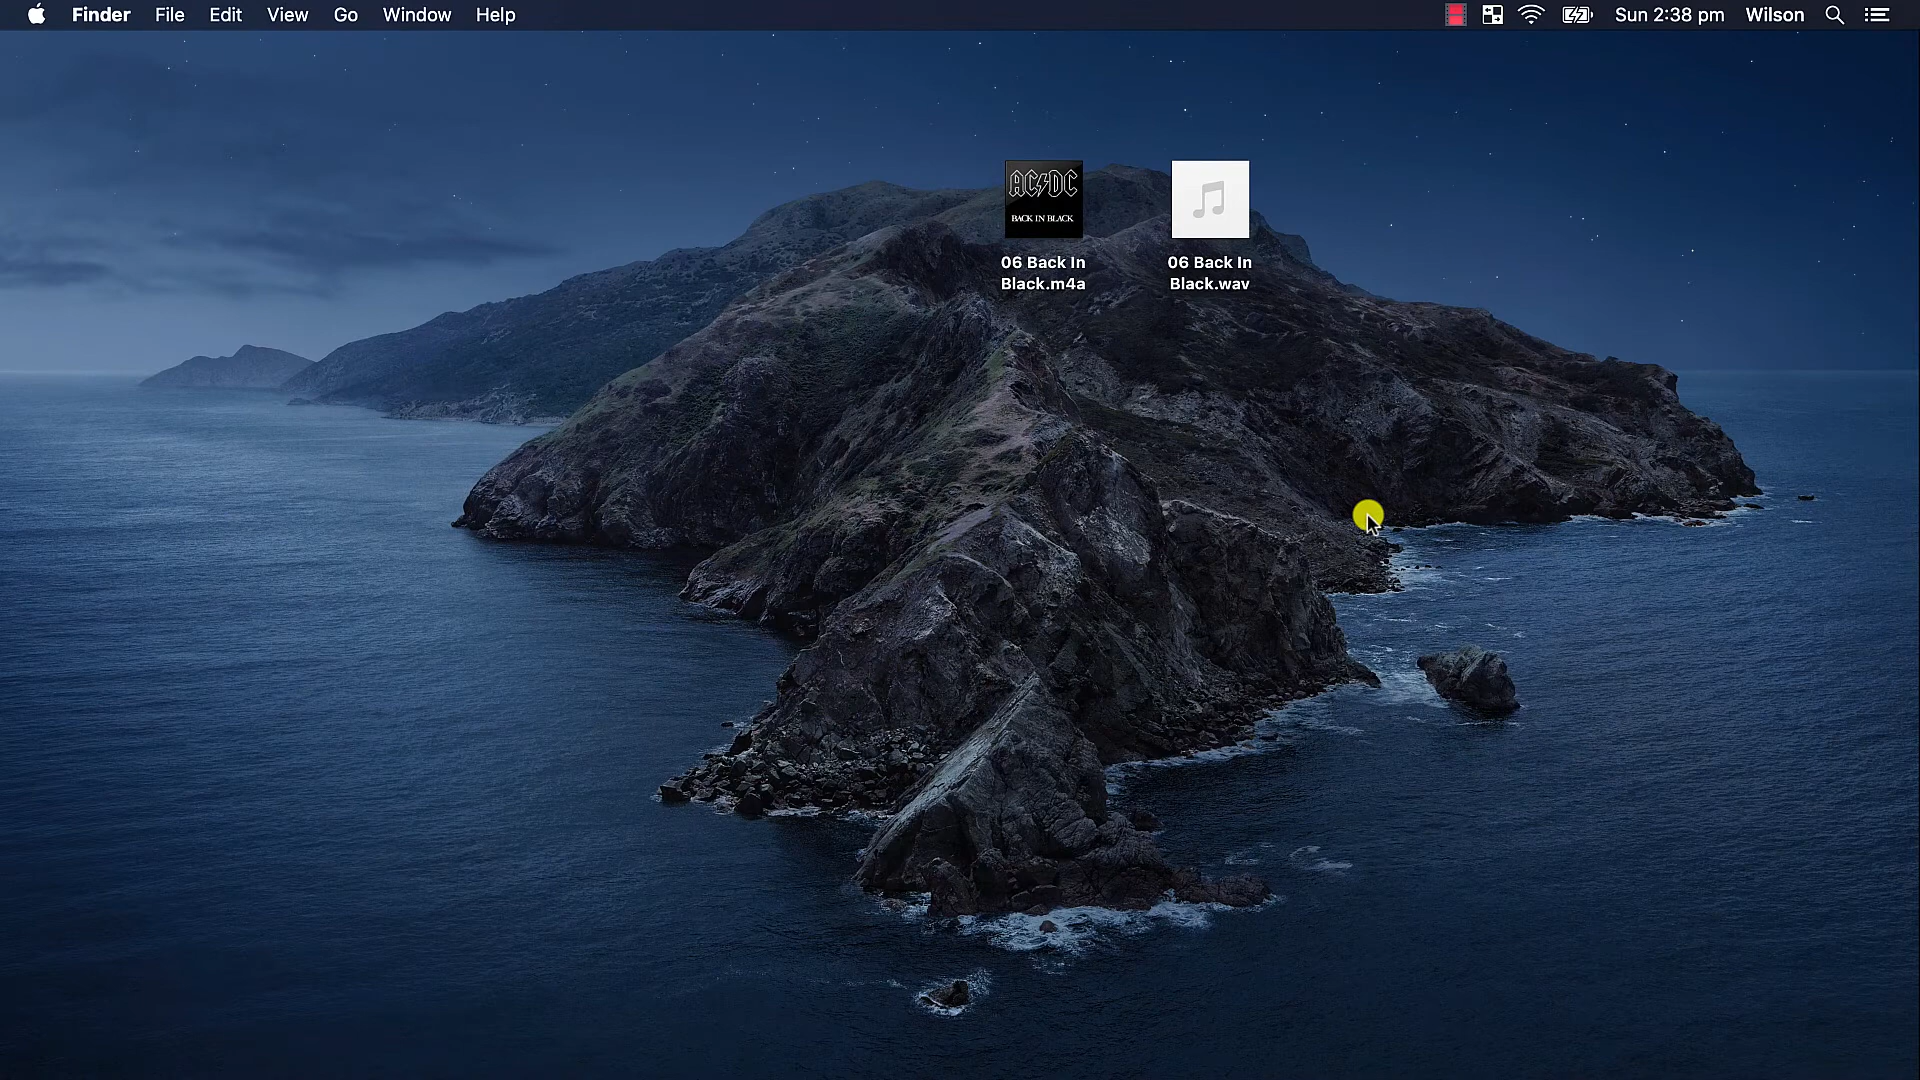 Finder File Edit View Go Window Help Sun 2:38 pm Wilson
AC⚡DC
BACK IN BLACK
06 Back In
Black.m4a
06 Back In
Black.wav